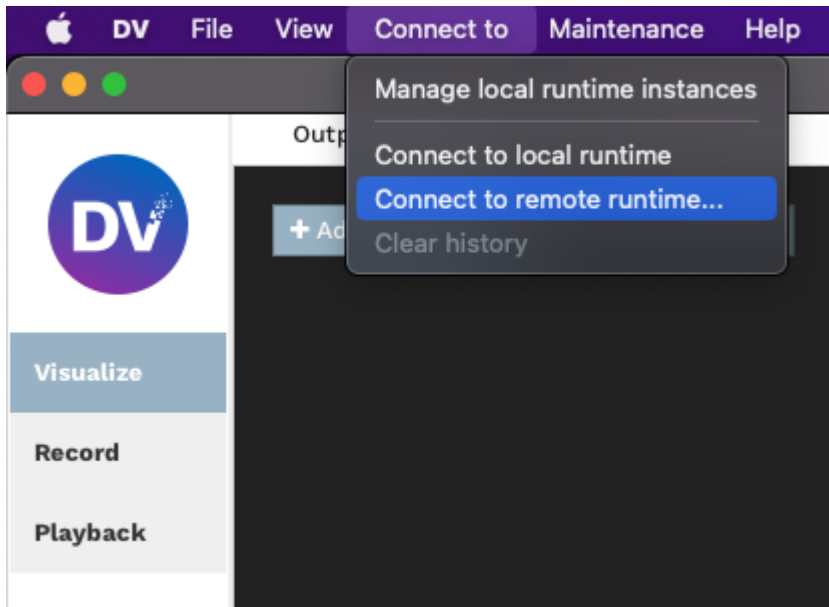 DV File View Connect to Maintenance Help
Manage local runtime instances
Connect to local runtime
Connect to remote runtime...
Clear history
DV
Visualize
Record
Playback